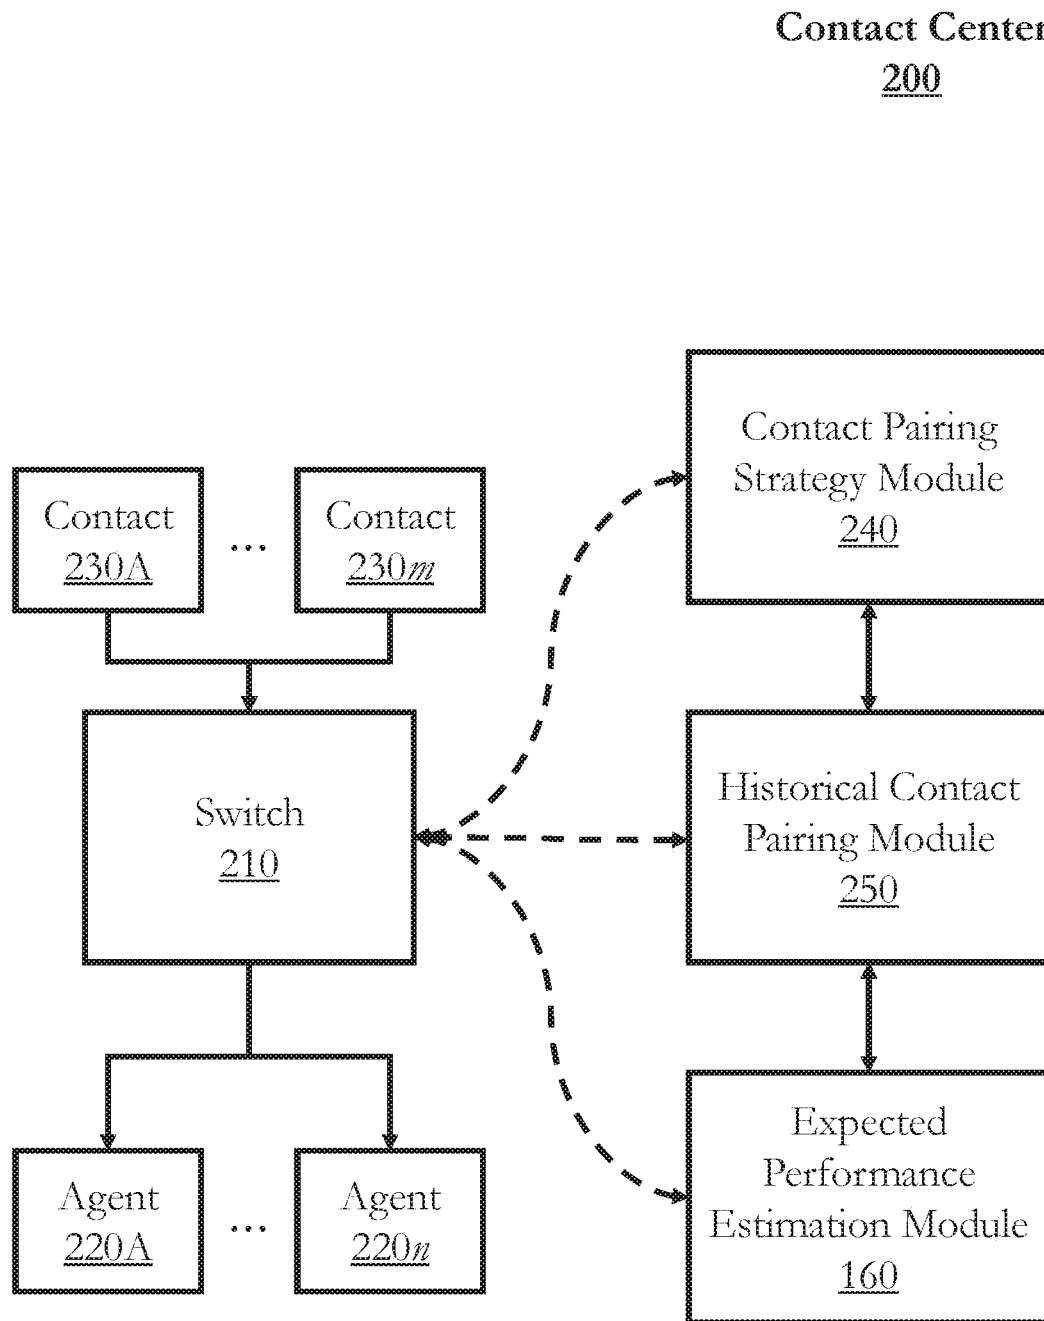 Contact Center
200
Contact Pairing
Strategy Module
240
Contact
230A
...
Contact
230m
Switch
210
Historical Contact
Pairing Module
250
Agent
220A
...
Agent
220n
Expected
Performance
Estimation Module
160